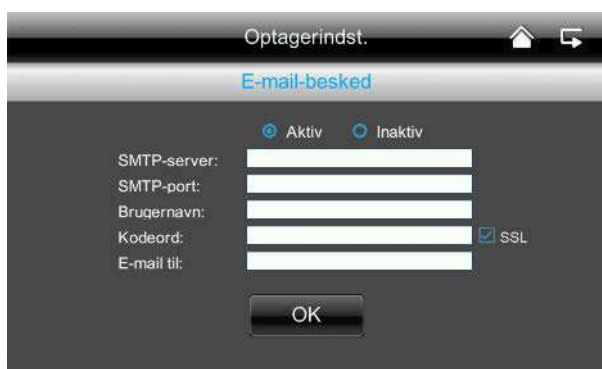 Optagerindst.
E-mail-besked
Aktiv Inaktiv
SMTP-server:
SMTP-port:
Brugernavn:
Kodeord: SSL
E-mail til:
OK